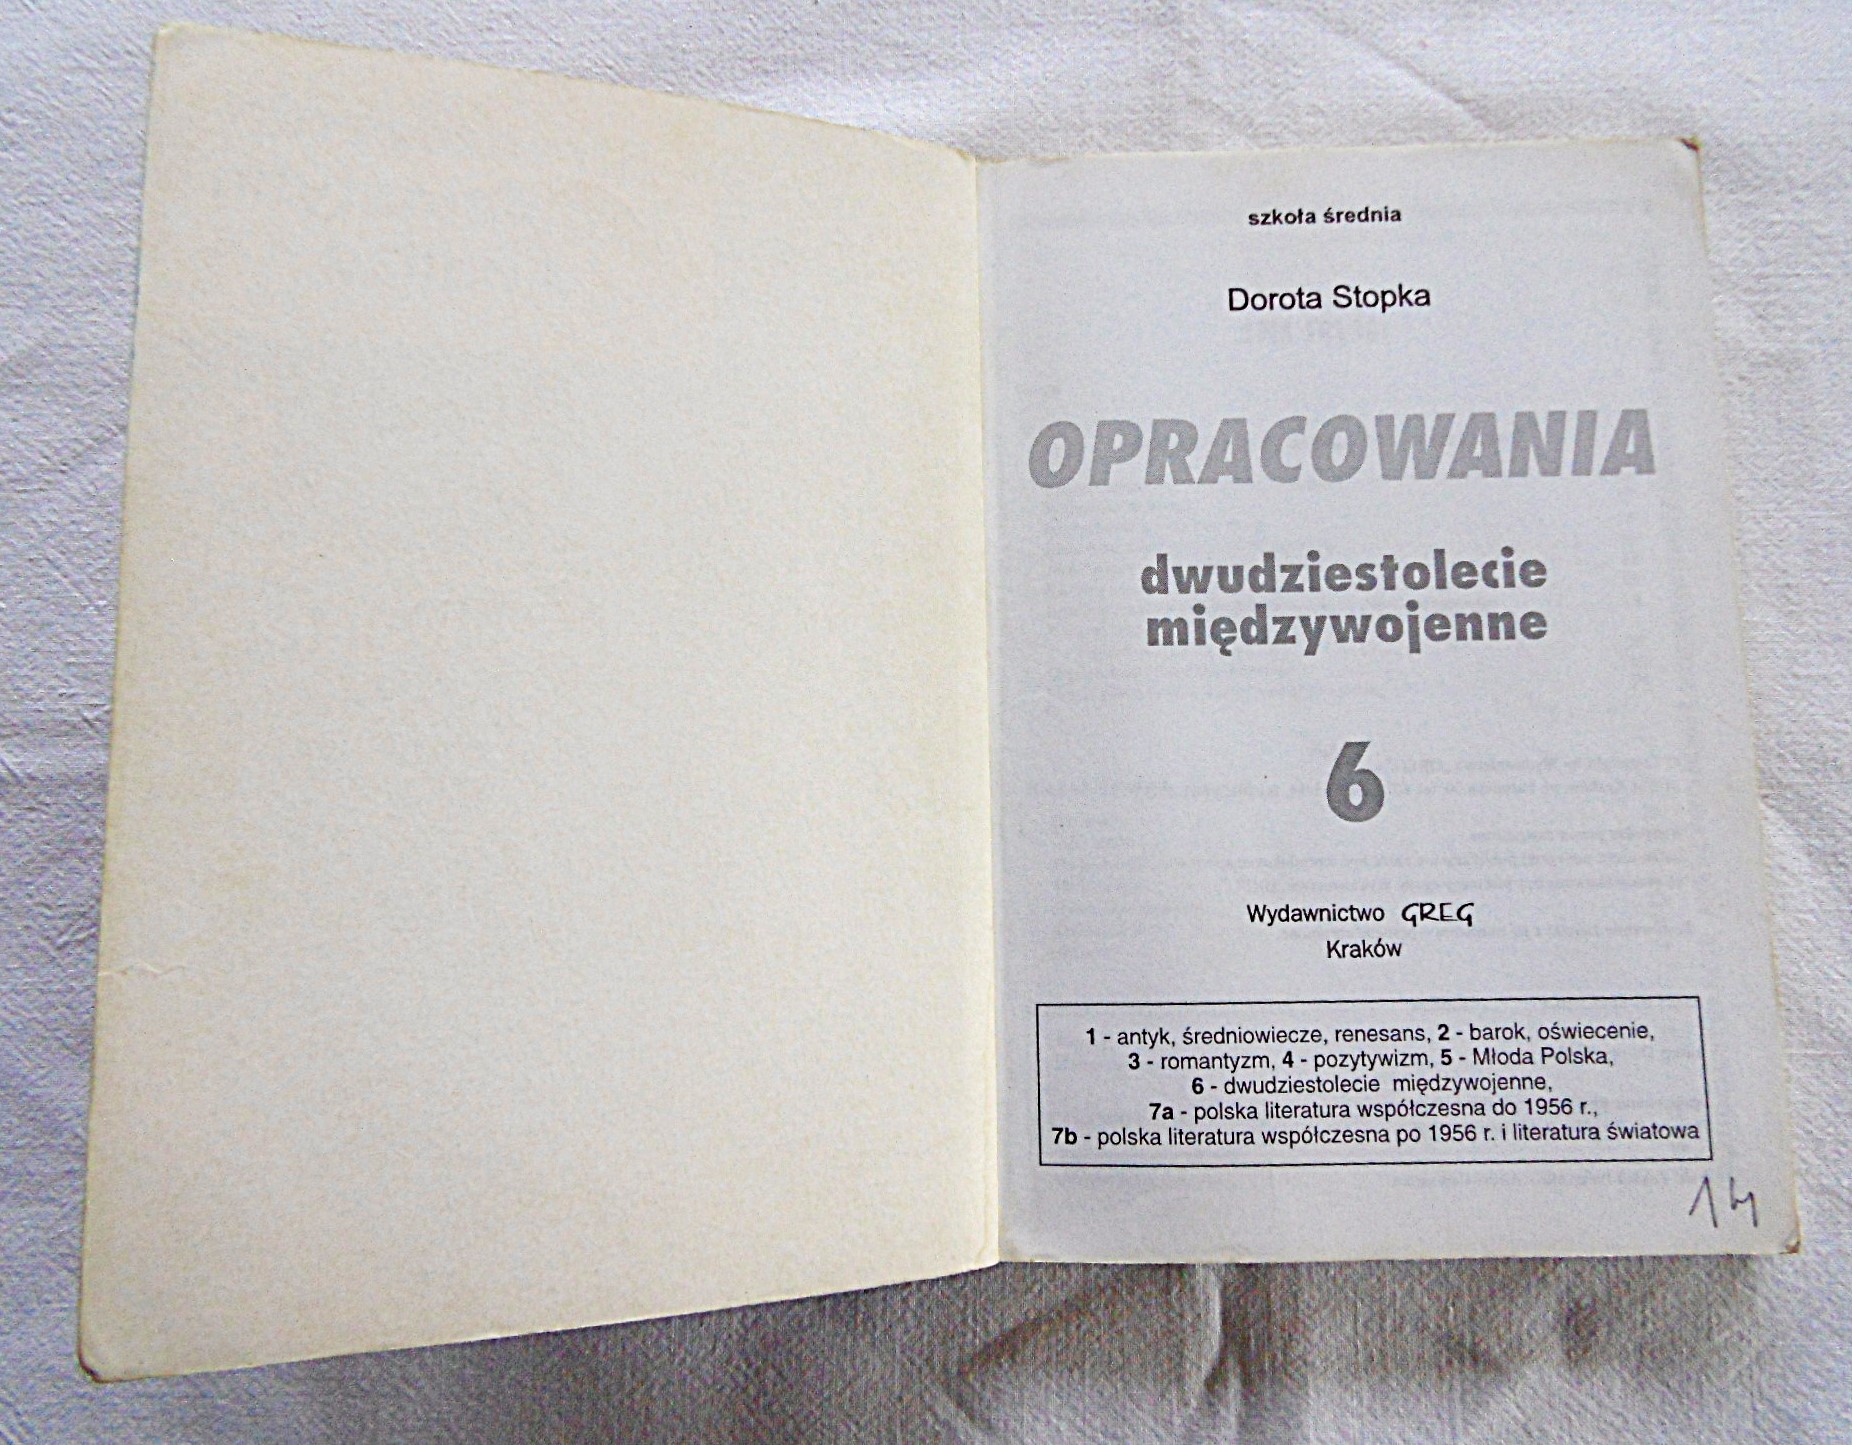 szkoła średnia
Dorota Stopka
OPRACOWANIA
dwudziestolecie
międzywojenne
6
Wydawnictwo GREG
Kraków
1 - antyk, średniowiecze, renesans, 2 - barok, oświecenie,
3 - romantyzm, 4 - pozytywizm, 5 - Młoda Polska,
6 - dwudziestolecie międzywojenne,
7a - polska literatura współczesna do 1956 r.,
7b - polska literatura współczesna po 1956 r. i literatura światowa
14